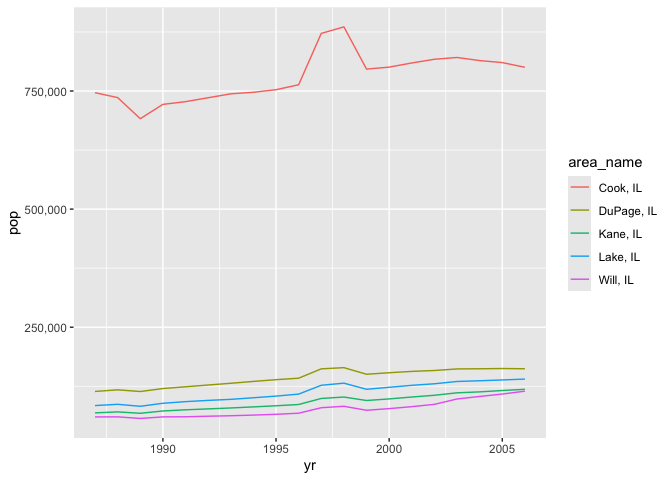 750,000
500,000
250,000
pop
1990
1995
2000
2005
yr
area_name
Cook, IL
DuPage, IL
Kane, IL
Lake, IL
Will, IL